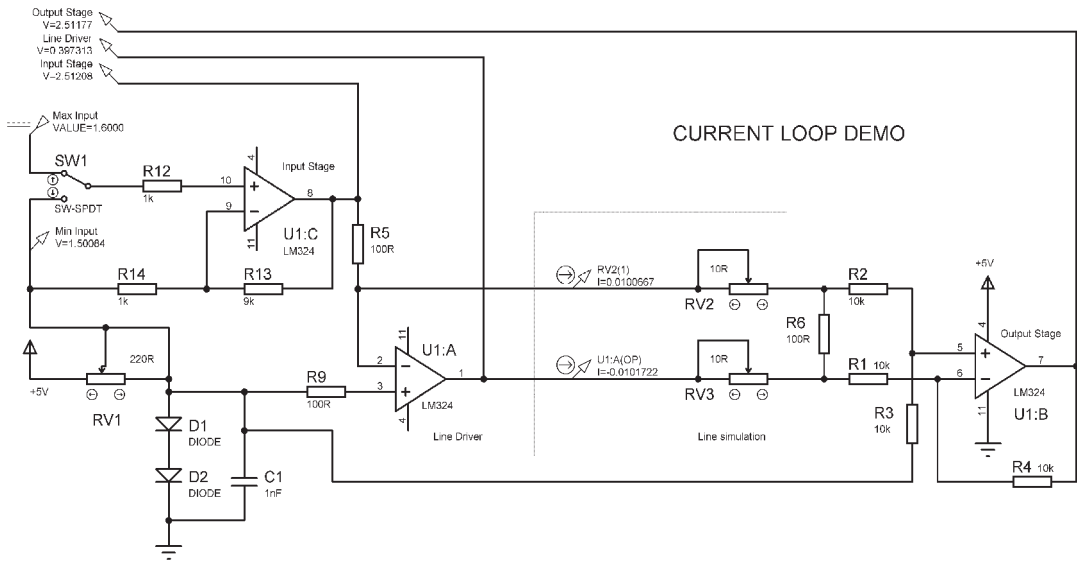 Output Stage
V=2.51177
Line Driver
V=0.397313
Input Stage
V=2.51208
Max Input
VALUE=1.6000
CURRENT LOOP DEMO
SW1
SW-SPDT
R12
1k
4
Input Stage
10
+
9
−
8
11
U1:C
LM324
R5
100R
Min Input
V=1.50084
R14
1k
R13
9k
RV2(1)
I=0.0100667
10R
RV2
R2
10k
+5V
R6
100R
4
Output Stage
5
+
6
−
7
11
LM324
U1:B
220R
+5V
RV1
R9
100R
11
U1:A
2
−
3
+
1
4
LM324
Line Driver
U1:A(OP)
I=-0.0101722
10R
RV3
R1 10k
R3
10k
Line simulation
D1
DIODE
D2
DIODE
C1
1nF
R4 10k